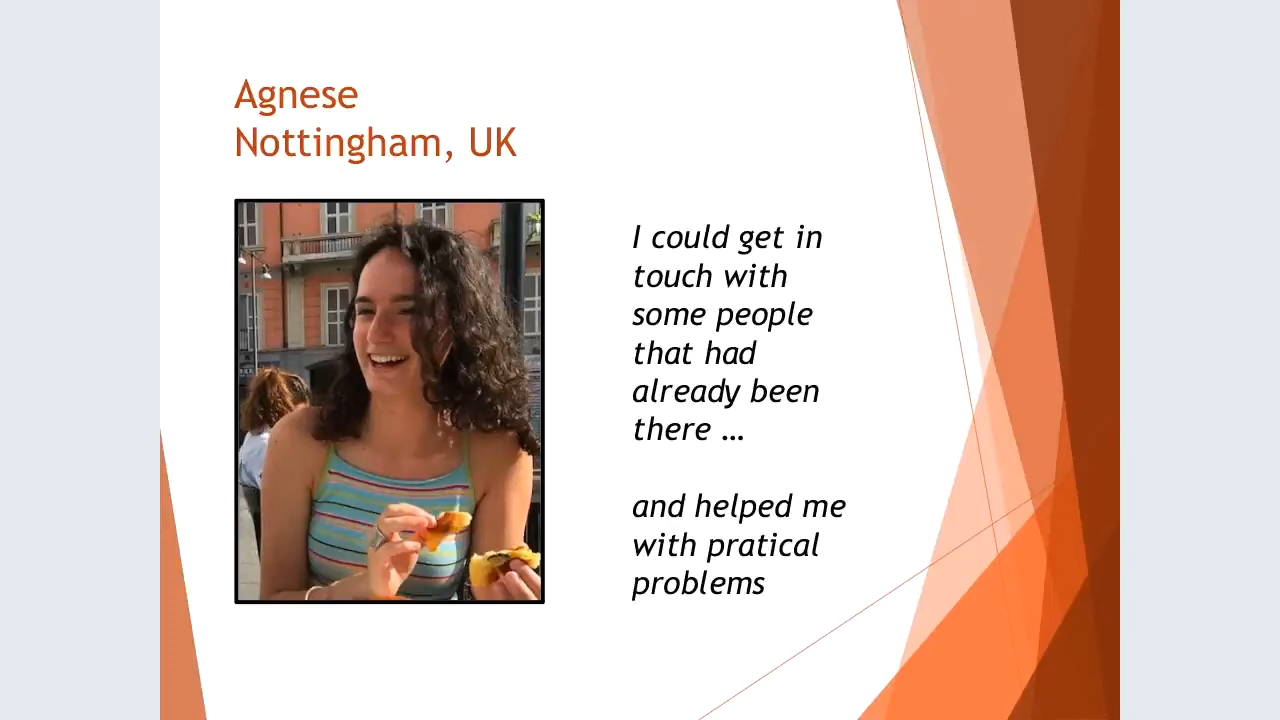 Agnese
Nottingham, UK
I could get in
touch with
some people
that had
already been
there …
and helped me
with pratical
problems